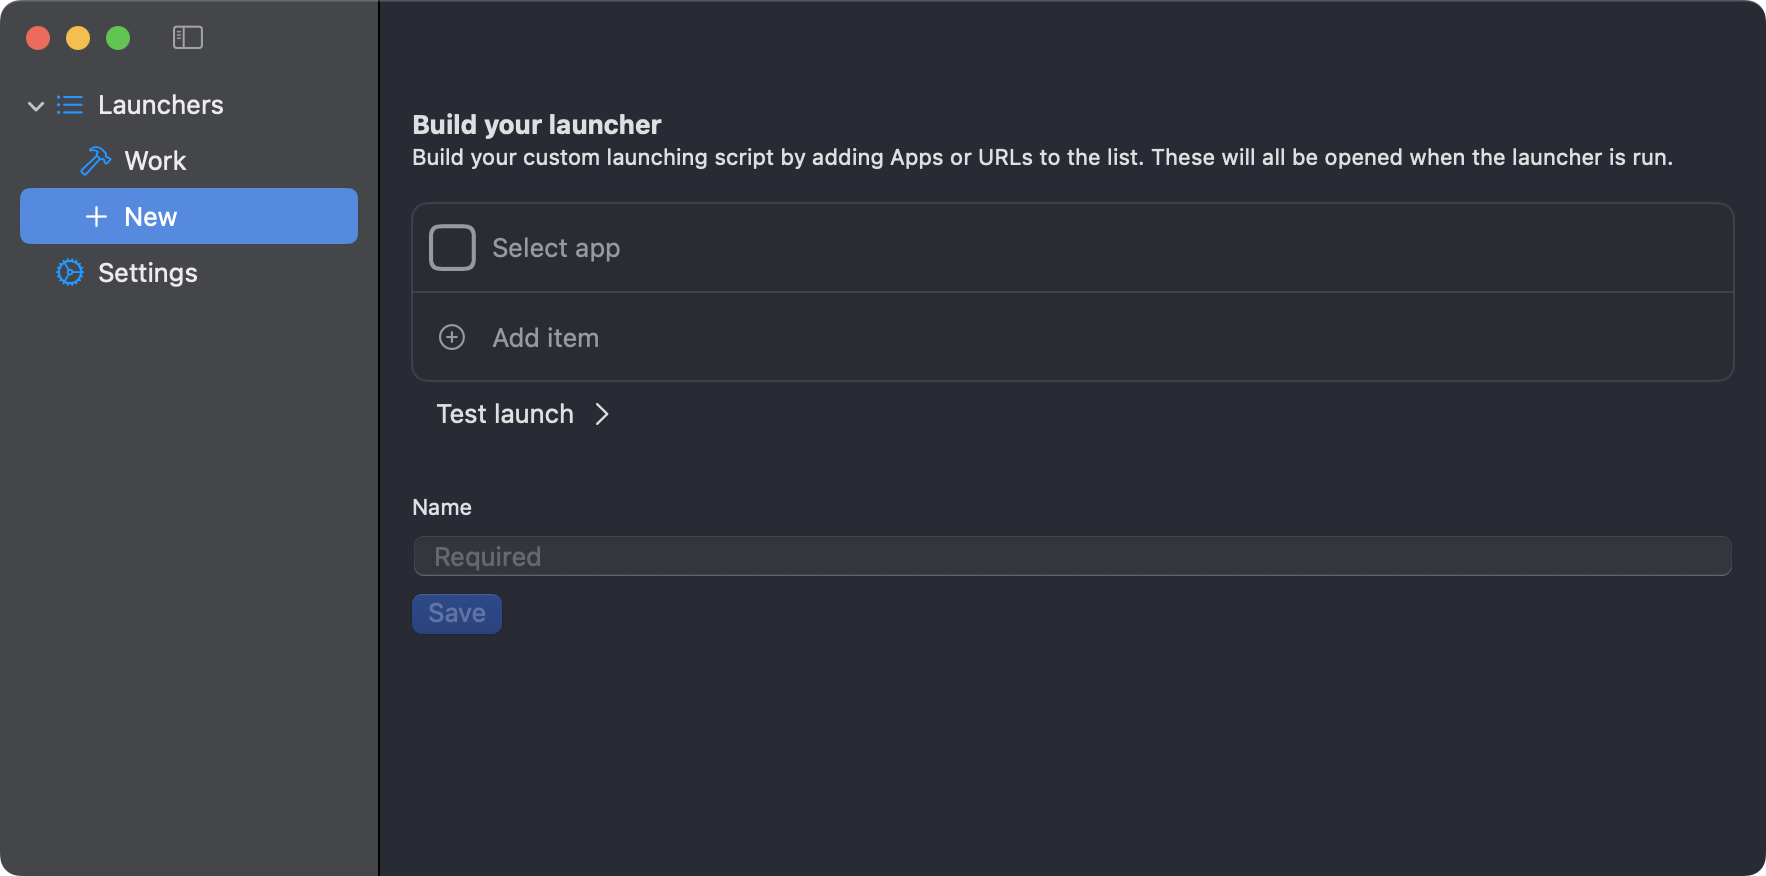 Launchers
Work
New
Settings
Build your launcher
Build your custom launching script by adding Apps or URLs to the list. These will all be opened when the launcher is run.
Select app
Add item
Test launch
Name
Required
Save